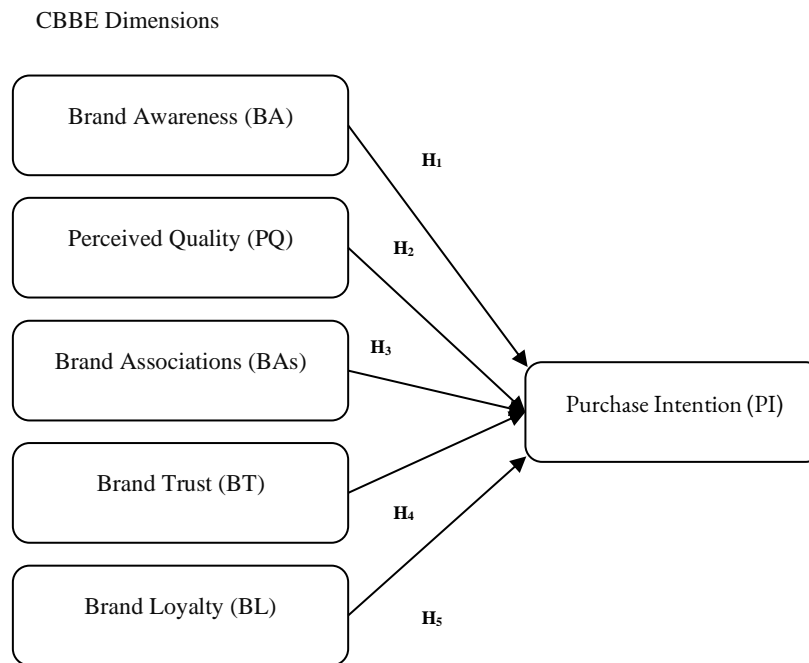 CBBE Dimensions
Brand Awareness (BA)
H₁
Perceived Quality (PQ)
H₂
Brand Associations (BAs)
H₃
Purchase Intention (PI)
Brand Trust (BT)
H₄
Brand Loyalty (BL)
H₅